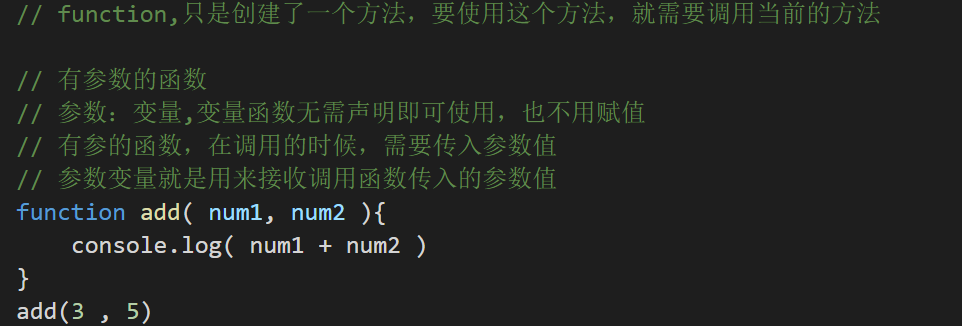 // function,只是创建了一个方法，要使用这个方法，就需要调用当前的方法
// 有参数的函数
// 参数：变量,变量函数无需声明即可使用，也不用赋值
// 有参的函数，在调用的时候，需要传入参数值
// 参数变量就是用来接收调用函数传入的参数值
function add( num1, num2 ){
    console.log( num1 + num2 )
}
add(3 , 5)